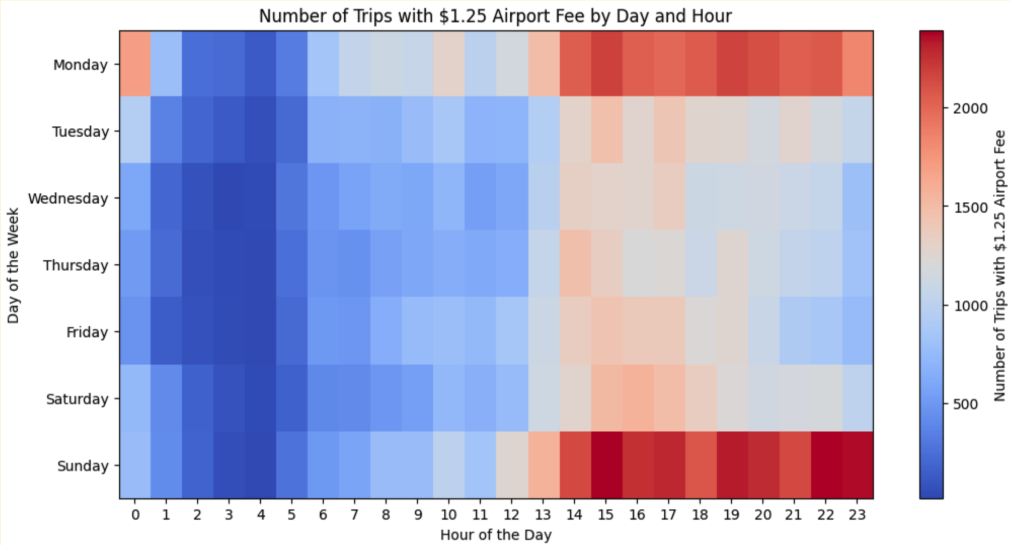 Number of Trips with $1.25 Airport Fee by Day and Hour
Day of the Week
Monday
Tuesday
Wednesday
Thursday
Friday
Saturday
Sunday
0 1 2 3 4 5 6 7 8 9 10 11 12 13 14 15 16 17 18 19 20 21 22 23
Hour of the Day
2000
1500
1000
500
Number of Trips with $1.25 Airport Fee